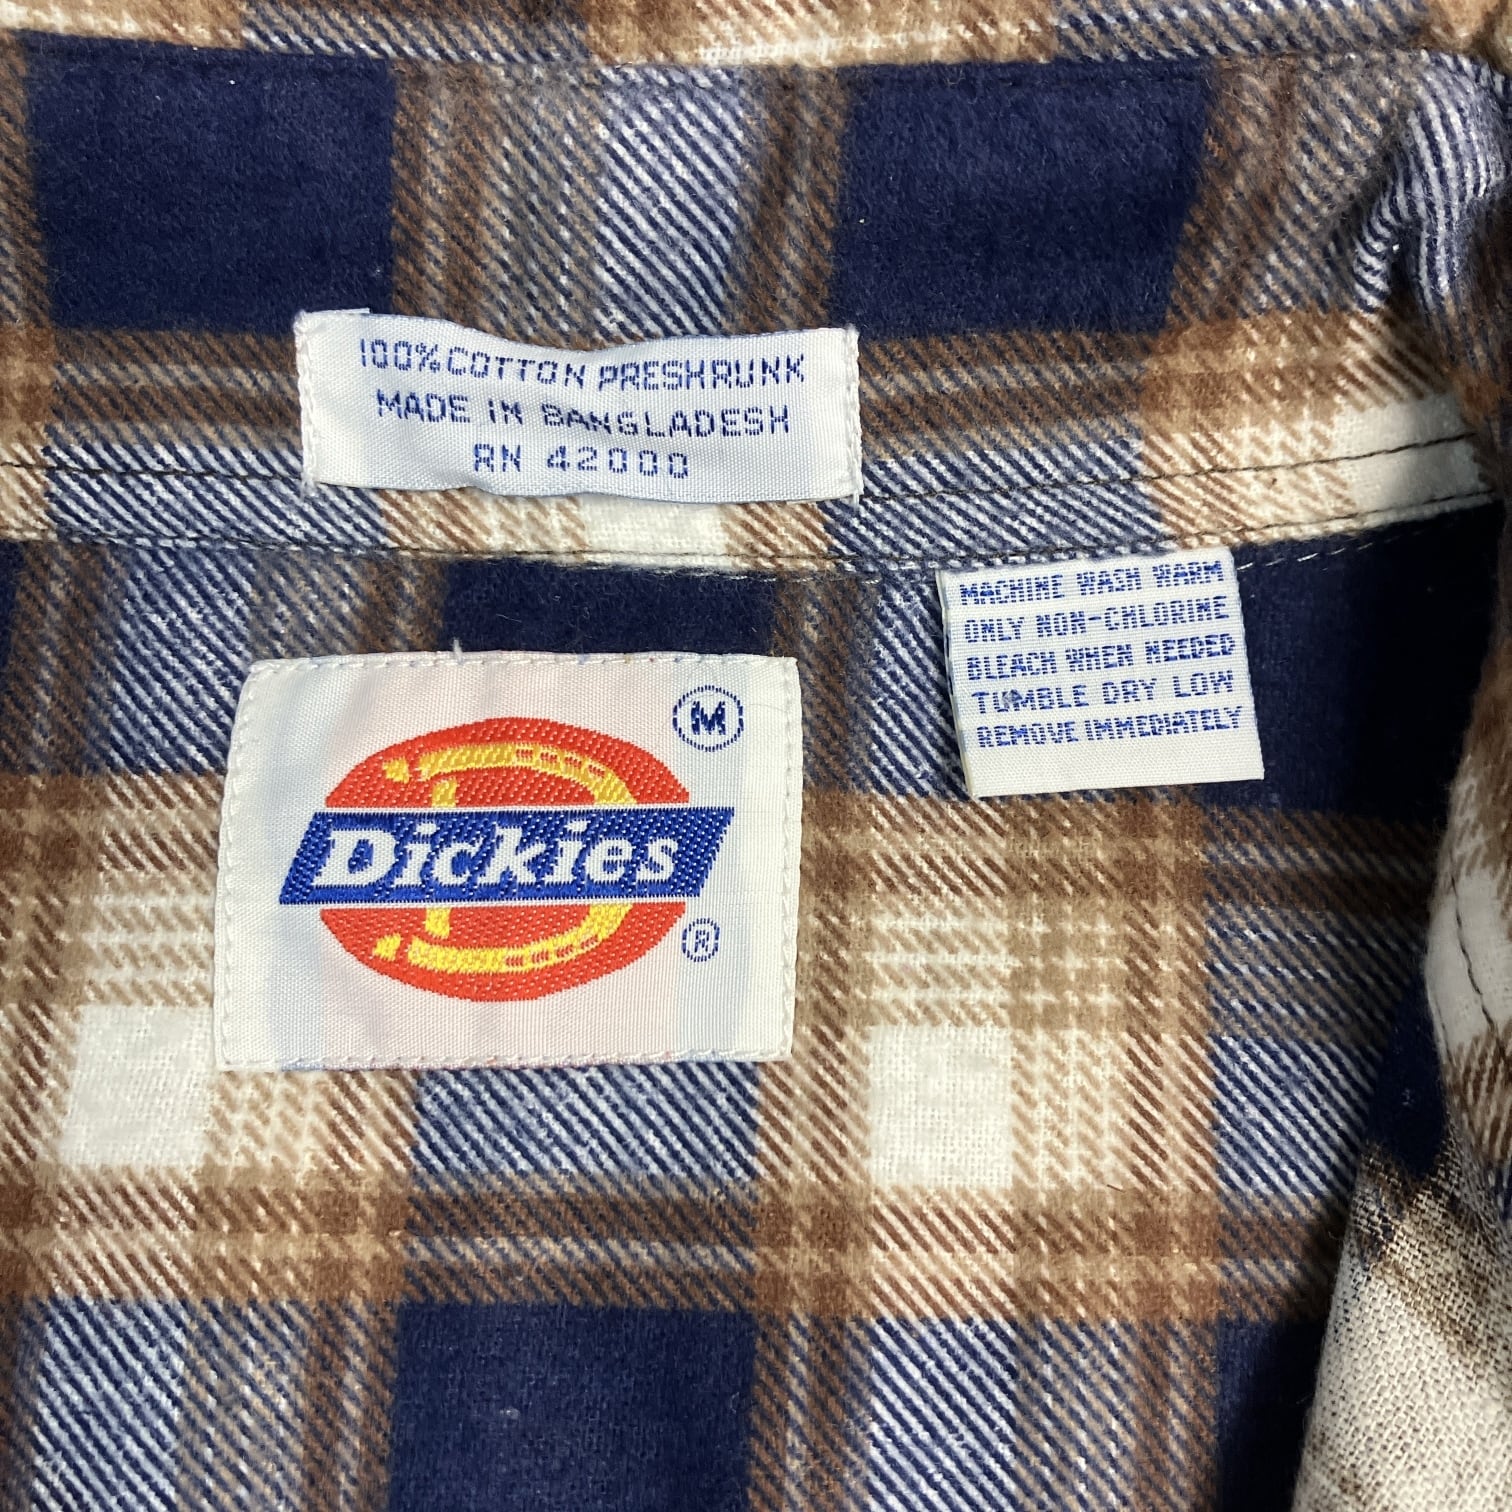 100% COTTON PRESHRUNK
MADE IN BANGLADESH
RN 42000
MACHINE WASH WARM
ONLY NON-CHLORINE
BLEACH WHEN NEEDED
TUMBLE DRY LOW
REMOVE IMMEDIATELY
M
Dickies
®